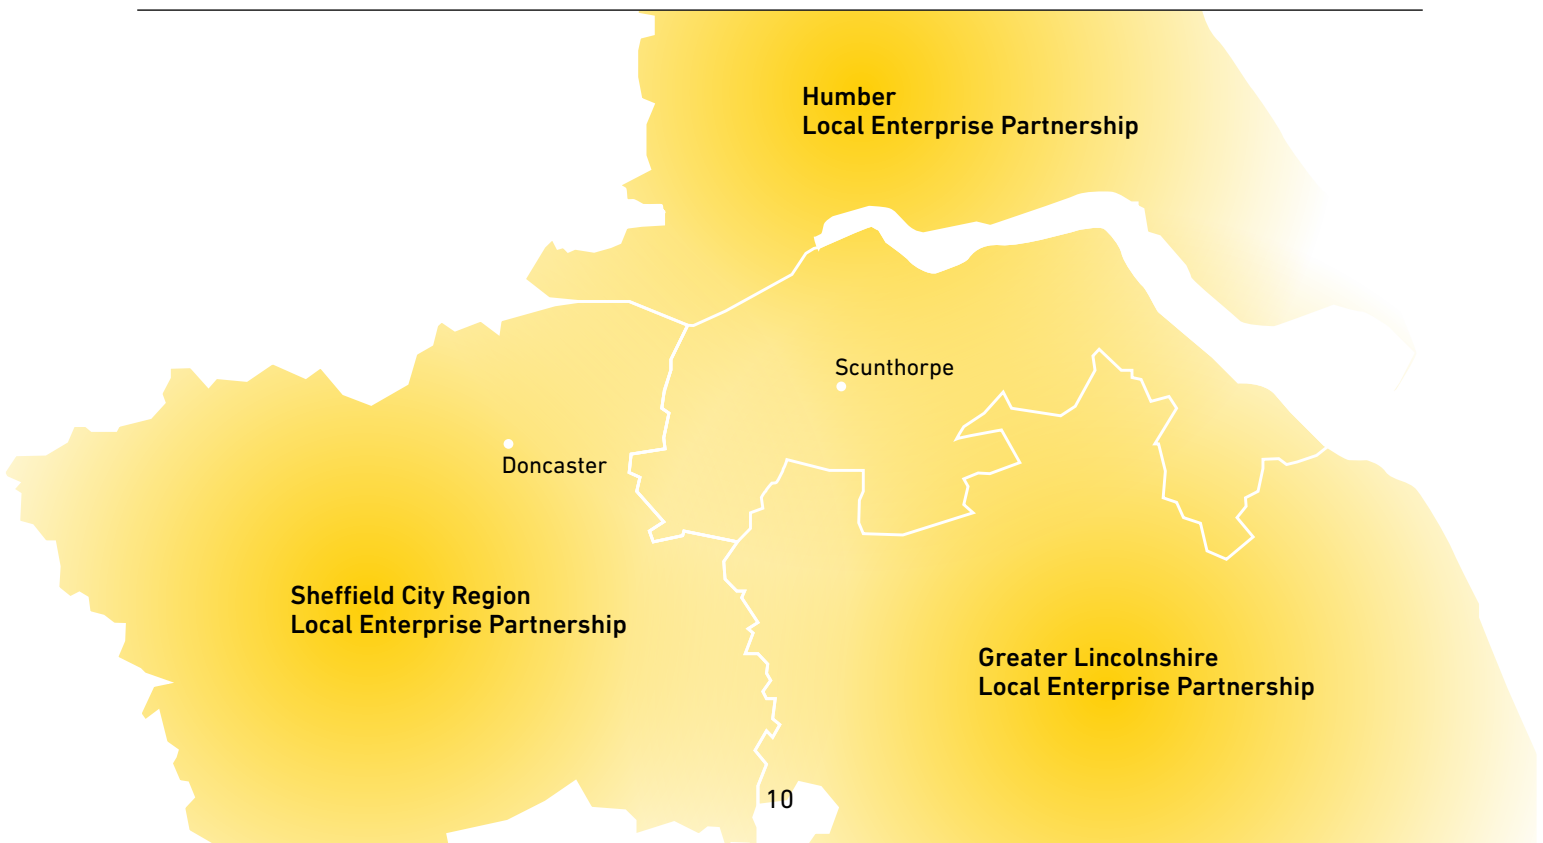 Humber
Local Enterprise Partnership
Scunthorpe
Doncaster
Sheffield City Region
Local Enterprise Partnership
Greater Lincolnshire
Local Enterprise Partnership
10